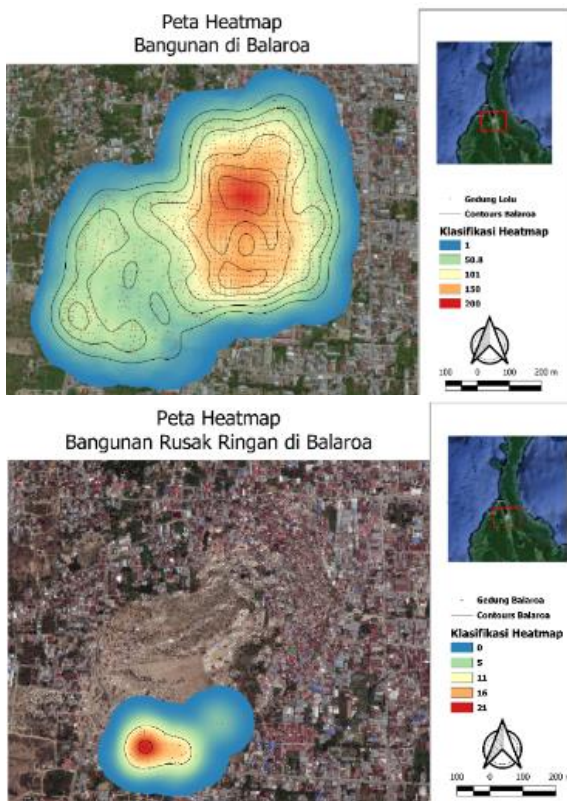 Peta Heatmap
Bangunan di Balaroa
Gedung Lolu
Contours Balaroa
Klasifikasi Heatmap
1
50.8
101
150
200
100 0 100 200 m
Peta Heatmap
Bangunan Rusak Ringan di Balaroa
Gedung Balaroa
Contours Balaroa
Klasifikasi Heatmap
0
5
11
16
21
100 0 100 200 m